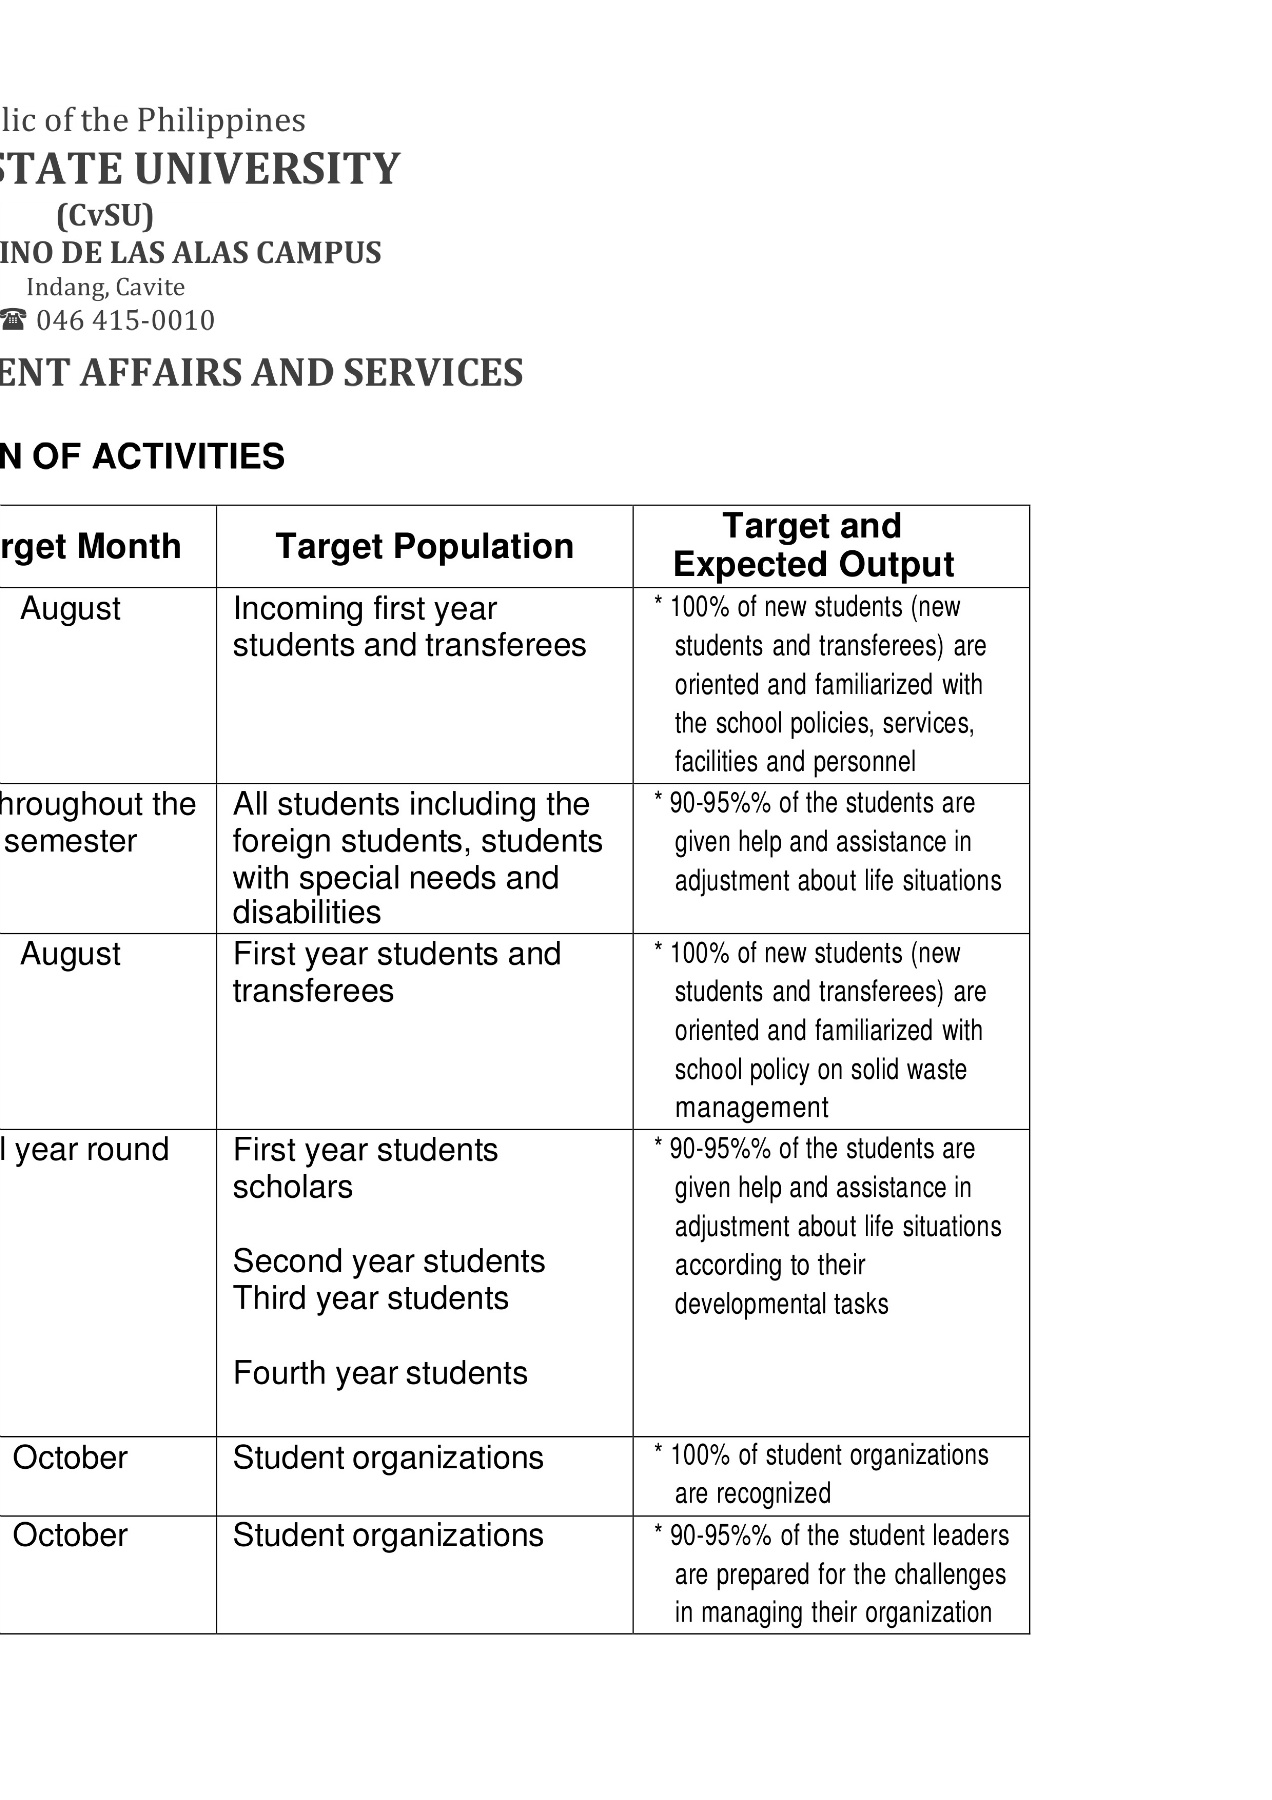 lic of the Philippines
STATE UNIVERSITY
(CvSU)
INO DE LAS ALAS CAMPUS
Indang, Cavite
☎ 046 415-0010
ENT AFFAIRS AND SERVICES
N OF ACTIVITIES
rget Month
Target Population
Target and
Expected Output
August
Incoming first year
students and transferees
* 100% of new students (new
students and transferees) are
oriented and familiarized with
the school policies, services,
facilities and personnel
hroughout the
semester
All students including the
foreign students, students
with special needs and
disabilities
* 90-95%% of the students are
given help and assistance in
adjustment about life situations
August
First year students and
transferees
* 100% of new students (new
students and transferees) are
oriented and familiarized with
school policy on solid waste
management
l year round
First year students
scholars
Second year students
Third year students
Fourth year students
* 90-95%% of the students are
given help and assistance in
adjustment about life situations
according to their
developmental tasks
October
Student organizations
* 100% of student organizations
are recognized
October
Student organizations
* 90-95%% of the student leaders
are prepared for the challenges
in managing their organization